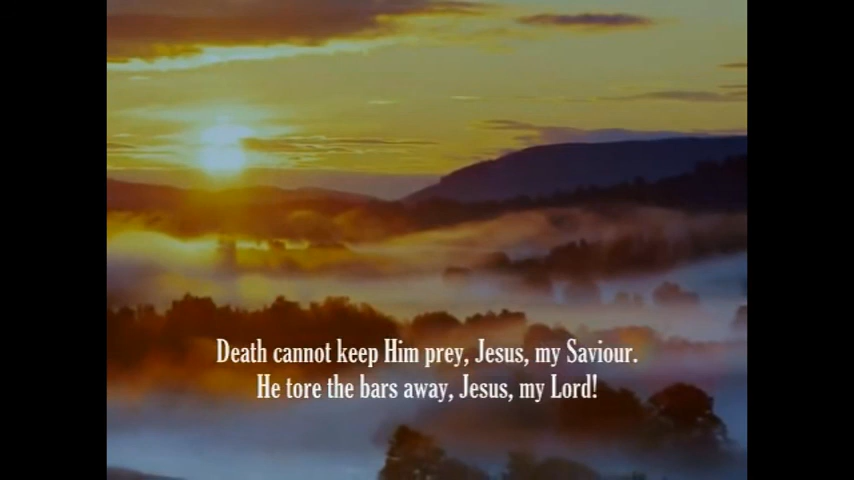 Death cannot keep Him prey, Jesus, my Saviour.
He tore the bars away, Jesus, my Lord!